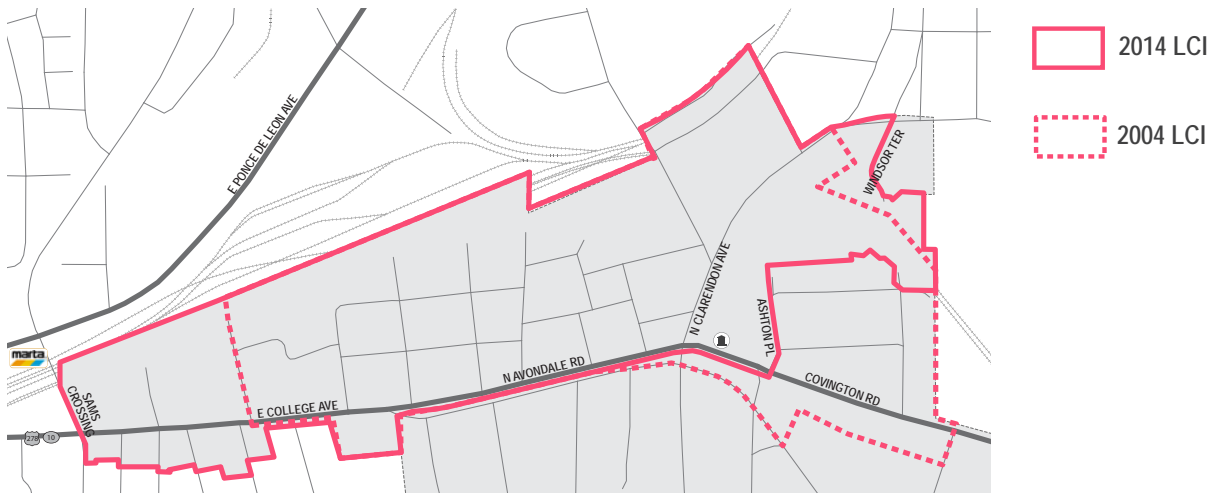 2014 LCI
2004 LCI
E PONCE DE LEON AVE
WINDSOR TER
N CLARENDON AVE
ASHTON PL
marta
N AVONDALE RD
COVINGTON RD
SAMS
CROSSING
E COLLEGE AVE
278
10